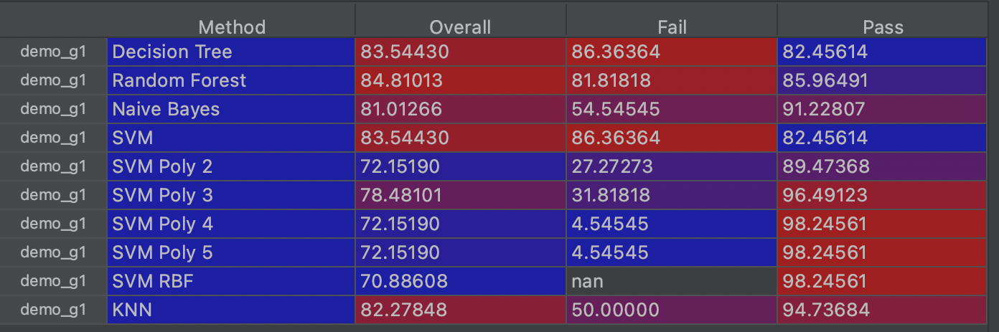 Method Overall Fail Pass
demo_g1 Decision Tree 83.54430 86.36364 82.45614
demo_g1 Random Forest 84.81013 81.81818 85.96491
demo_g1 Naive Bayes 81.01266 54.54545 91.22807
demo_g1 SVM 83.54430 86.36364 82.45614
demo_g1 SVM Poly 2 72.15190 27.27273 89.47368
demo_g1 SVM Poly 3 78.48101 31.81818 96.49123
demo_g1 SVM Poly 4 72.15190 4.54545 98.24561
demo_g1 SVM Poly 5 72.15190 4.54545 98.24561
demo_g1 SVM RBF 70.88608 nan 98.24561
demo_g1 KNN 82.27848 50.00000 94.73684